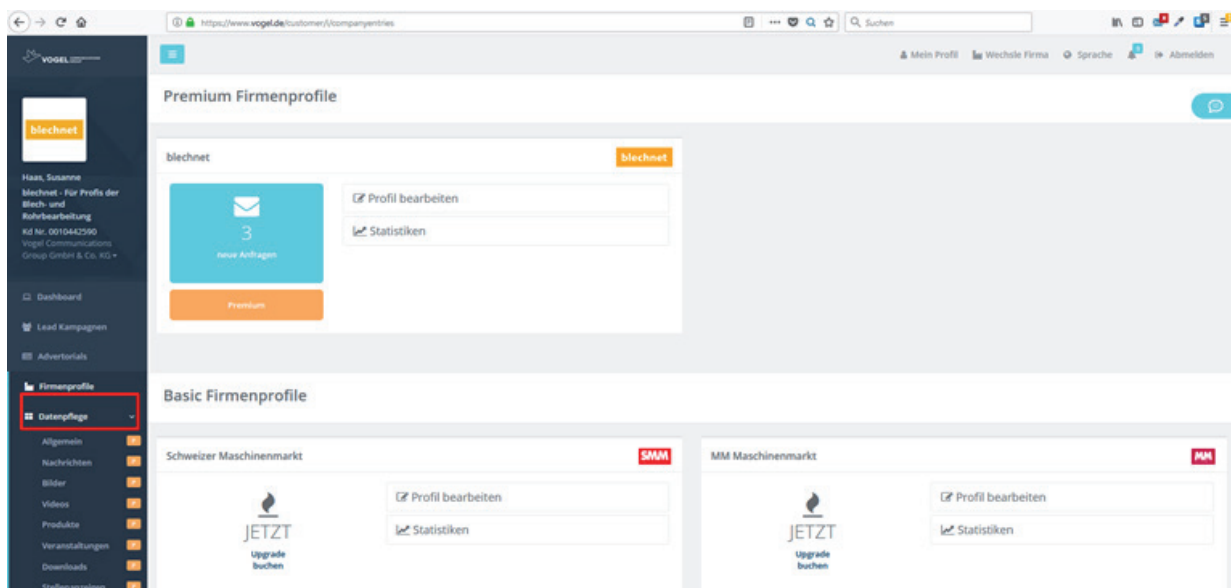 https://www.vogel.de/customer/l/companyentries
Suchen
VOGEL
Mein Profil
Wechsle Firma
Sprache
Abmelden
blechnet
Haas, Susanne
blechnet - Für Profis der
Blech- und
Rohrbearbeitung
Kd Nr. 0010442590
Vogel Communications
Group GmbH & Co. KG
Dashboard
Lead Kampagnen
Advertorials
Firmenprofile
Datenpflege
Allgemein
Nachrichten
Bilder
Videos
Produkte
Veranstaltungen
Downloads
Stellenanzeigen
Premium Firmenprofile
blechnet
blechnet
3
neue Anfragen
Premium
Profil bearbeiten
Statistiken
Basic Firmenprofile
Schweizer Maschinenmarkt
SMM
JETZT
Upgrade
buchen
Profil bearbeiten
Statistiken
MM Maschinenmarkt
MM
JETZT
Upgrade
buchen
Profil bearbeiten
Statistiken